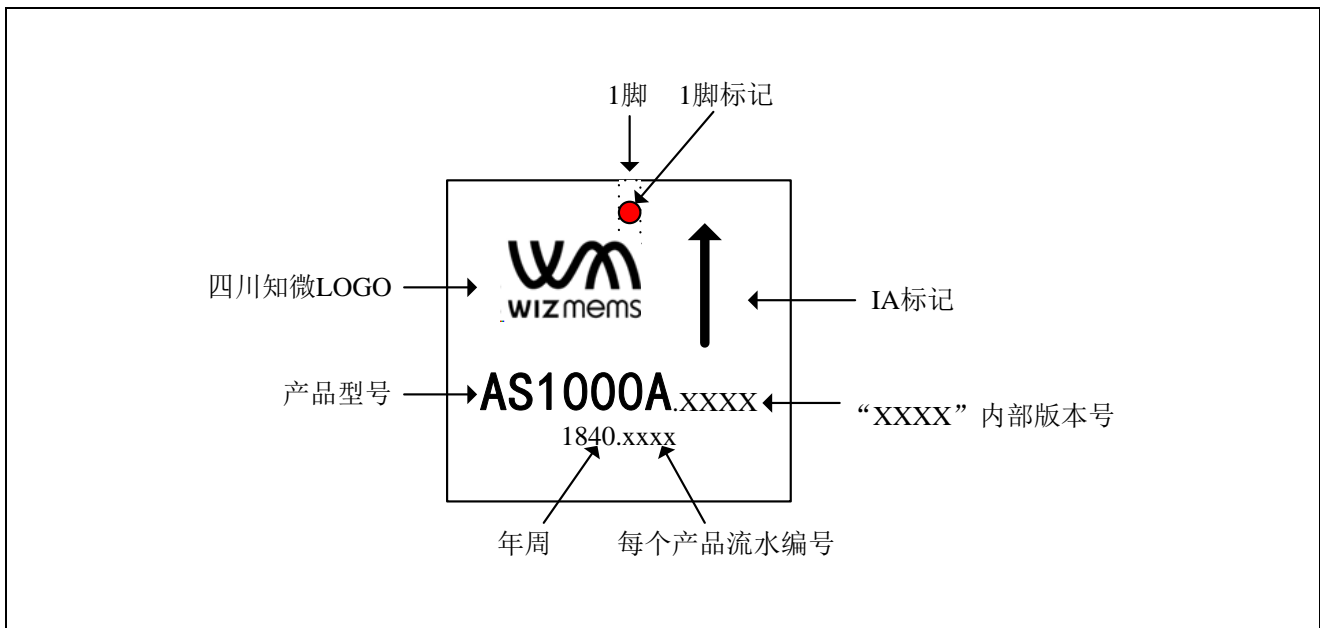 1脚 1脚标记
wm
wizmems
四川知微LOGO
IA标记
产品型号
AS1000A.XXXX
“XXXX”内部版本号
1840.xxxx
年周
每个产品流水编号